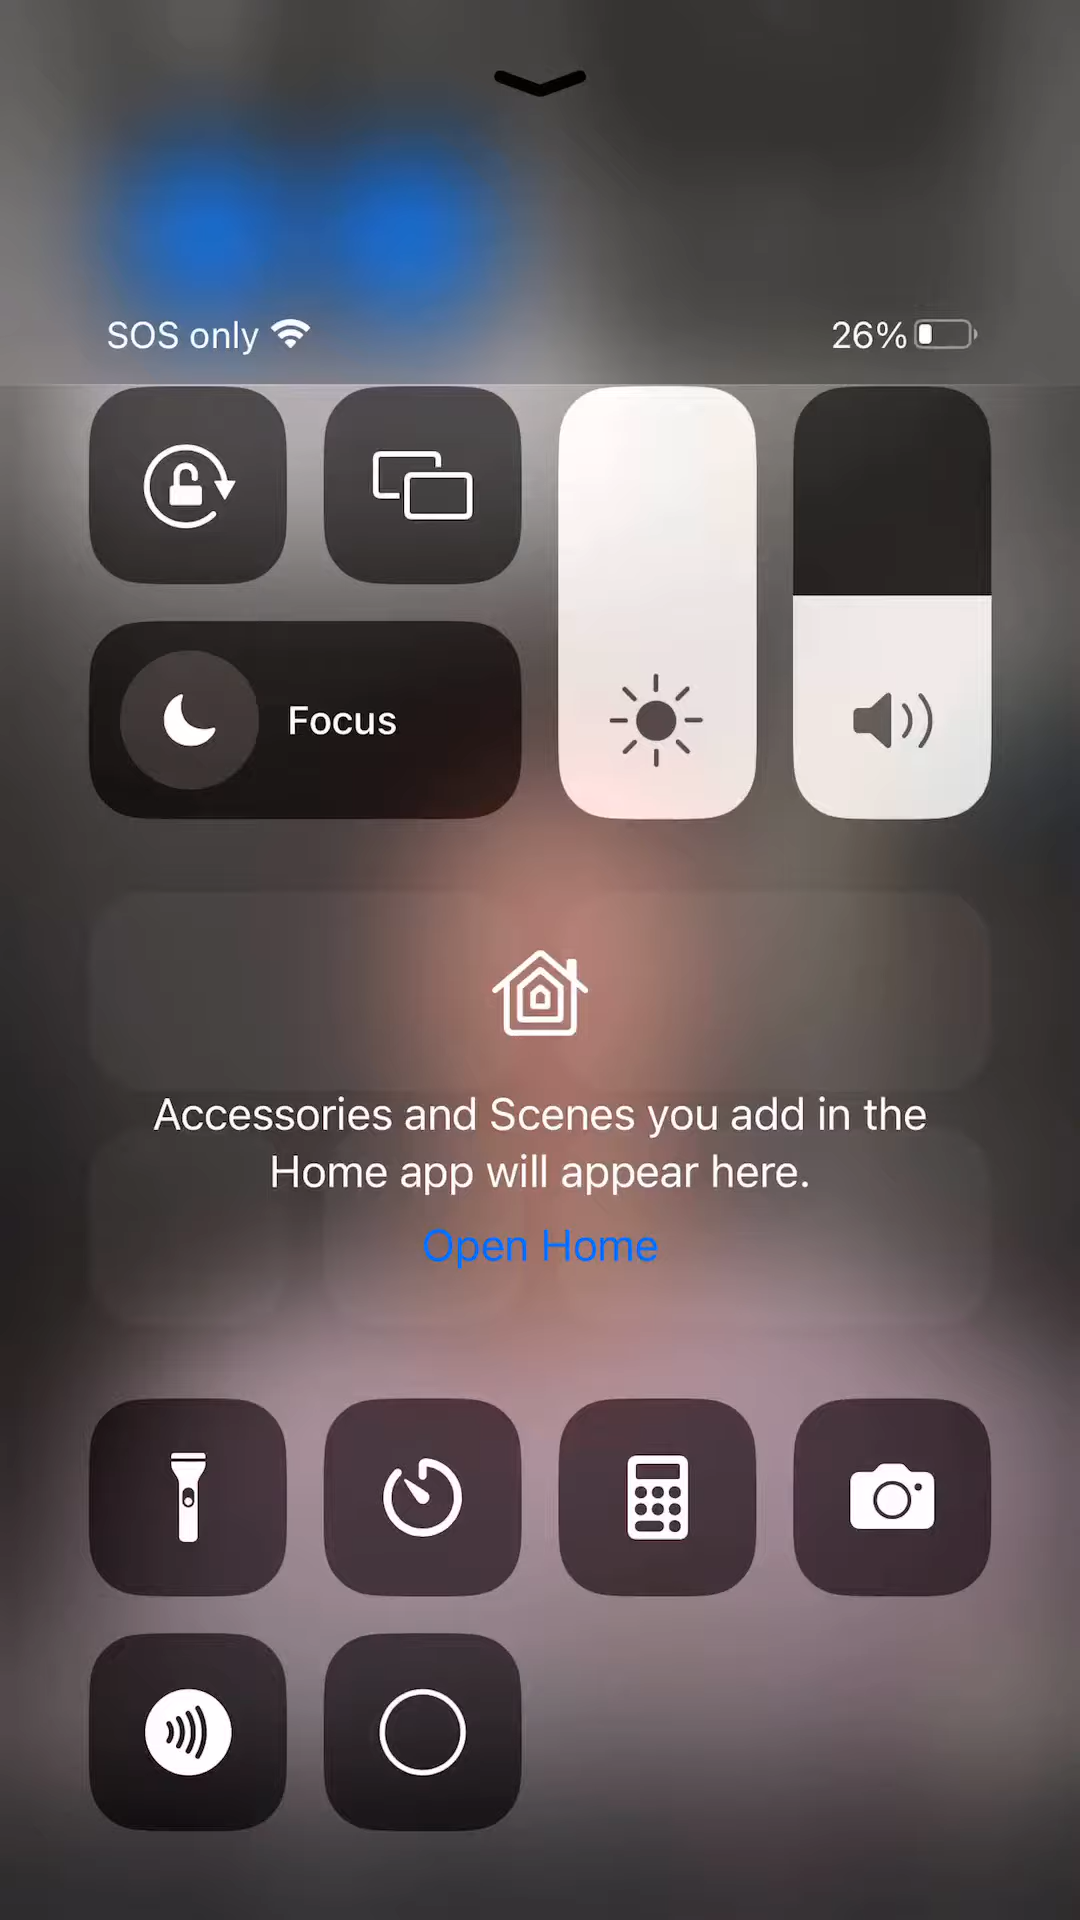 SOS only
26%
Focus
Accessories and Scenes you add in the
Home app will appear here.
Open Home